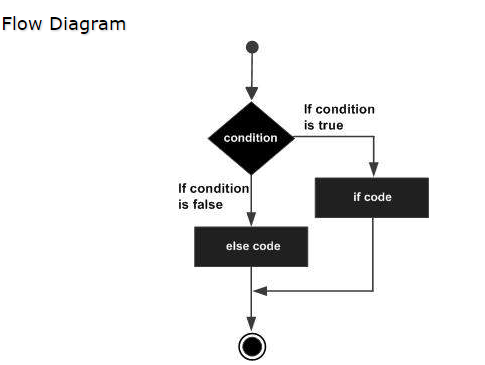 Flow Diagram
If condition
is true
condition
If condition
is false
if code
else code